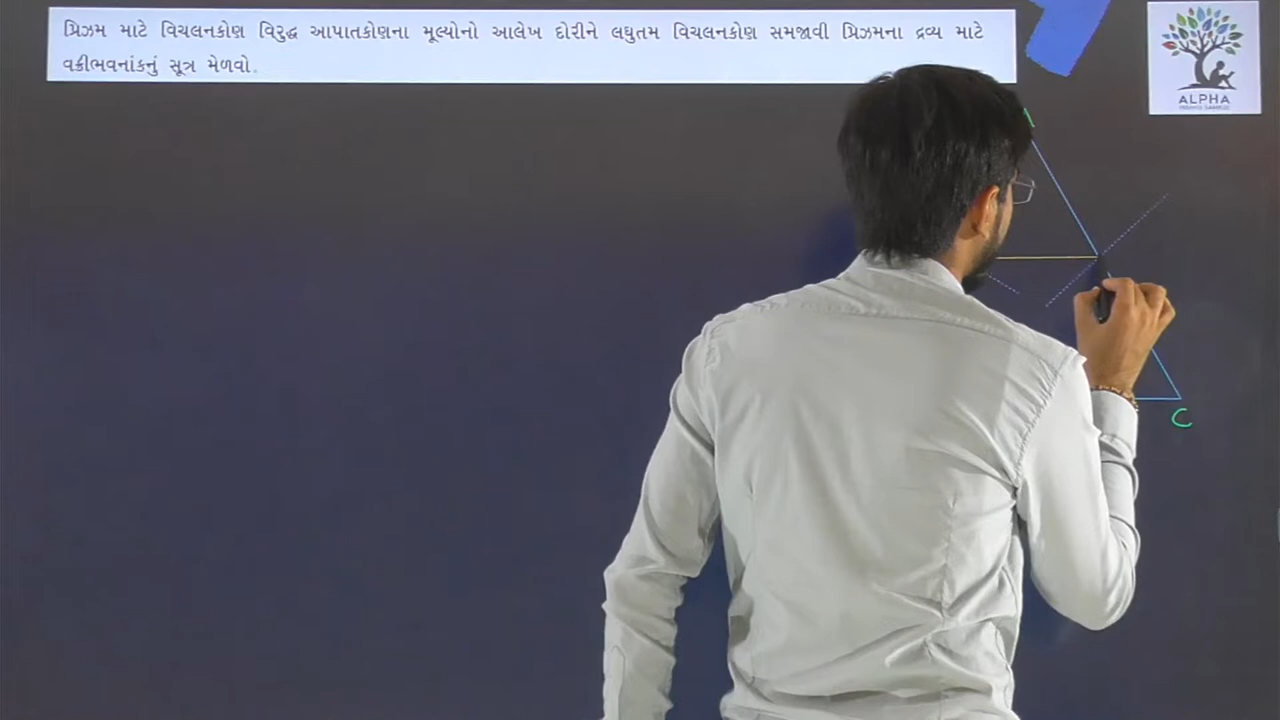 પ્રિઝમ માટે વિચલનકોણ વિરુદ્ધ આપાતકોણના મૂલ્યોનો આલેખ દોરીને લઘુતમ વિચલનકોણ સમજાવી પ્રિઝમના દ્રવ્ય માટે
વક્રીભવનાંકનું સૂત્ર મેળવો.
ALPHA
C